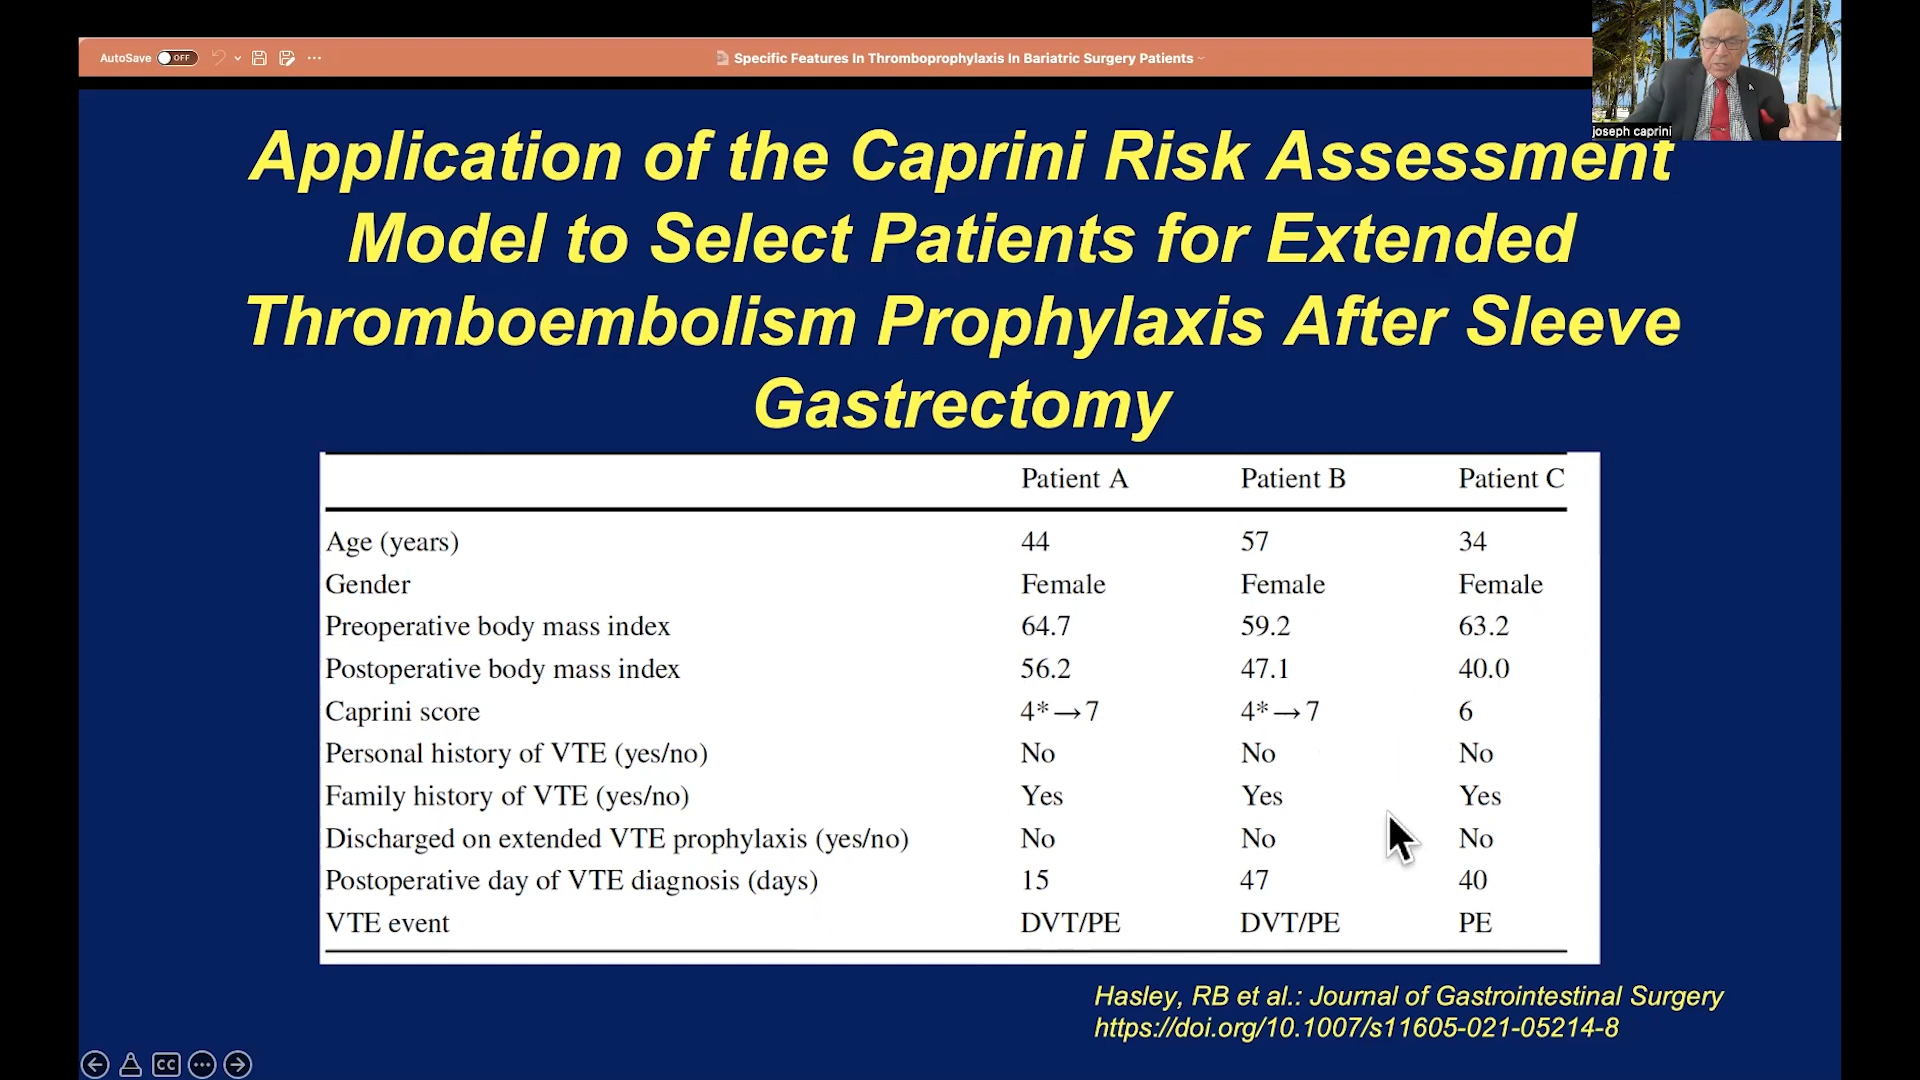 AutoSave OFF
Specific Features In Thromboprophylaxis In Bariatric Surgery Patients
joseph caprini
Application of the Caprini Risk Assessment
Model to Select Patients for Extended
Thromboembolism Prophylaxis After Sleeve
Gastrectomy
Patient A Patient B Patient C
Age (years) 44 57 34
Gender Female Female Female
Preoperative body mass index 64.7 59.2 63.2
Postoperative body mass index 56.2 47.1 40.0
Caprini score 4*→7 4*→7 6
Personal history of VTE (yes/no) No No No
Family history of VTE (yes/no) Yes Yes Yes
Discharged on extended VTE prophylaxis (yes/no) No No No
Postoperative day of VTE diagnosis (days) 15 47 40
VTE event DVT/PE DVT/PE PE
Hasley, RB et al.: Journal of Gastrointestinal Surgery
https://doi.org/10.1007/s11605-021-05214-8
CC